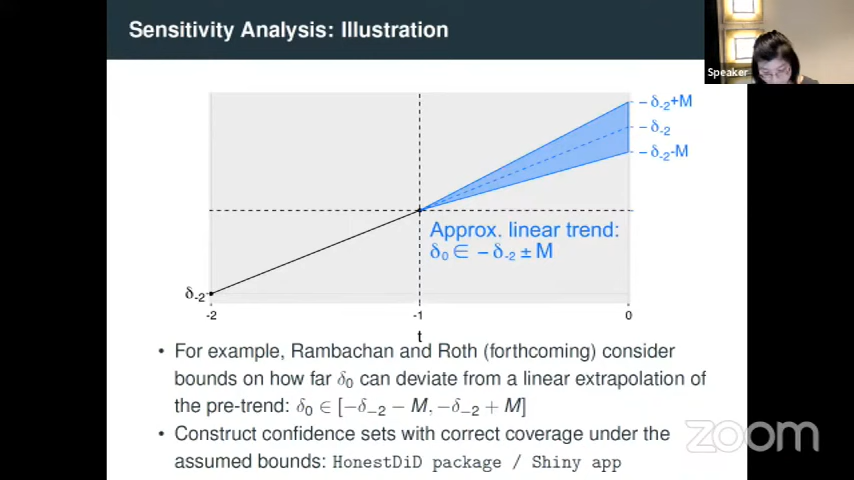 Sensitivity Analysis: Illustration
Speaker
−δ-2+M
−δ-2
−δ-2-M
Approx. linear trend:
δ0 ∈ −δ-2 ± M
δ-2
-2
-1
0
t
• For example, Rambachan and Roth (forthcoming) consider
bounds on how far δ0 can deviate from a linear extrapolation of
the pre-trend: δ0 ∈ [−δ−2 − M, −δ−2 + M]
• Construct confidence sets with correct coverage under the
assumed bounds: HonestDiD package / Shiny app
zoom